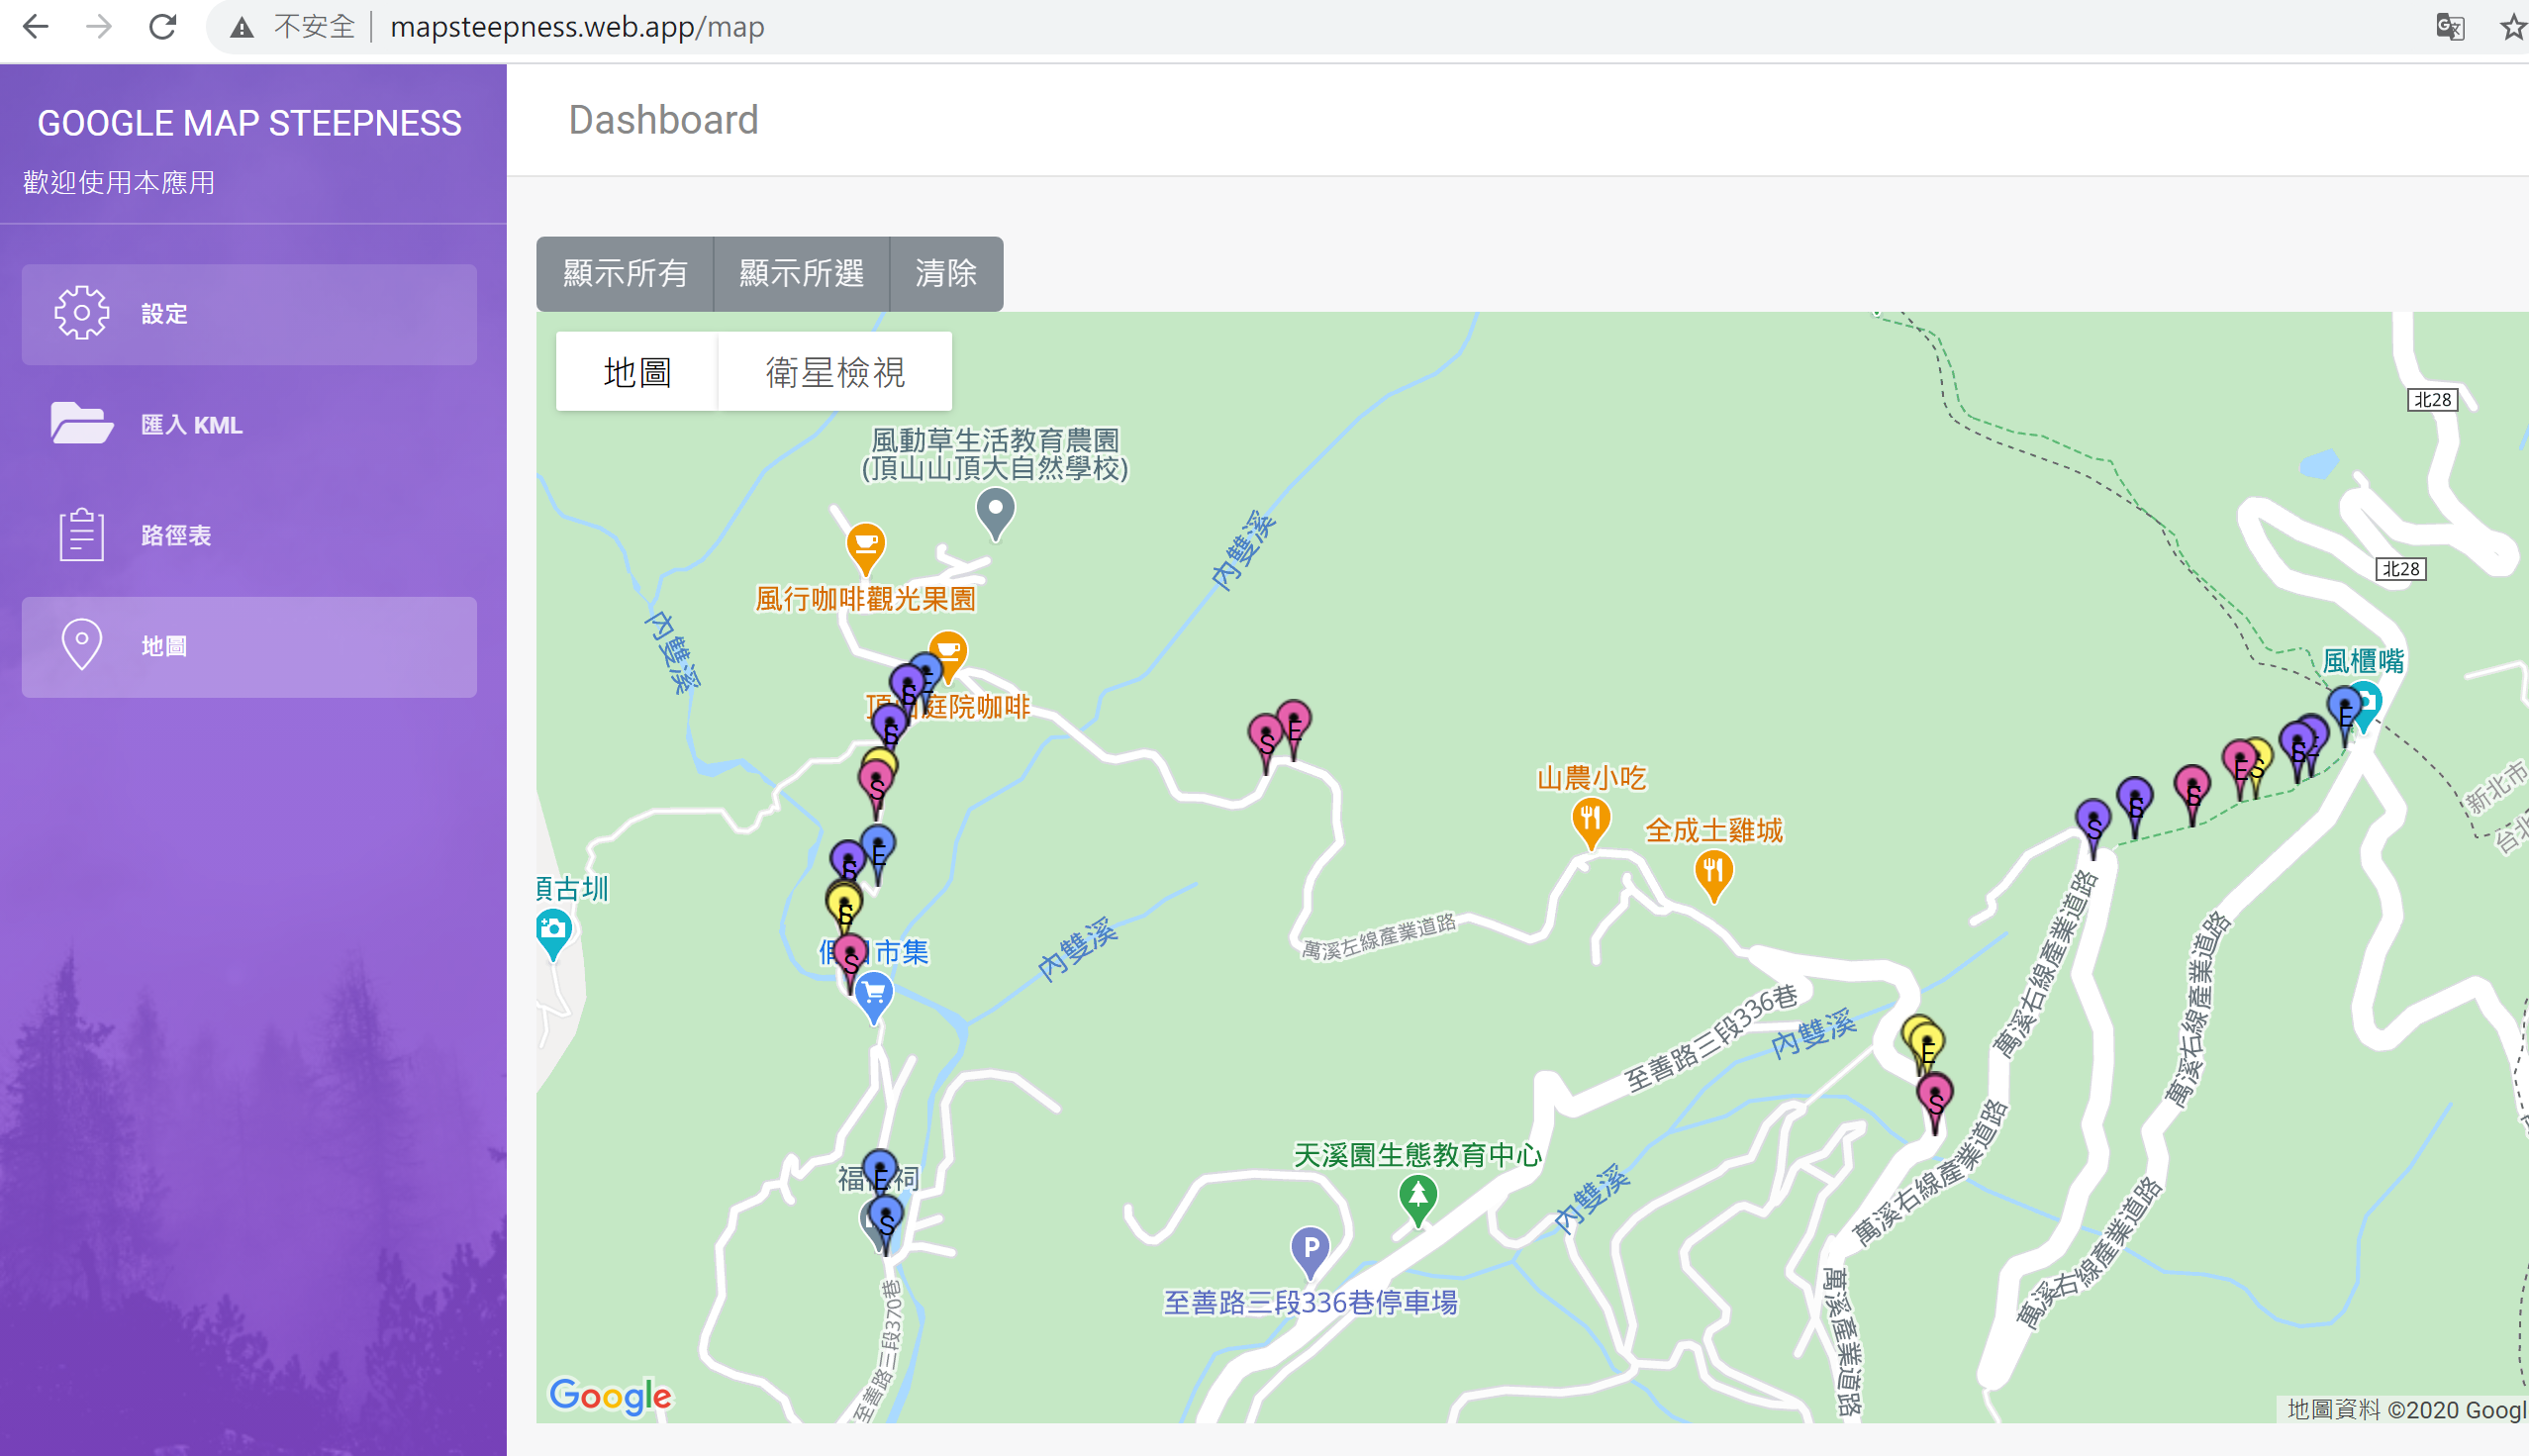 不安全 mapsteepness.web.app/map
GOOGLE MAP STEEPNESS
歡迎使用本應用
設定
匯入 KML
路徑表
地圖
Dashboard
顯示所有 顯示所選 清除
地圖 衛星檢視
風動草生活教育農園
(頂山山頂大自然學校)
北28
風行咖啡觀光果園
內雙溪
內雙溪
北28
風櫃嘴
庭院咖啡
E
S
S
S
E
E
S
E
S
S
E
S
S
S
新北市
山農小吃
全成土雞城
S
E
S
古圳
S
市集
S
萬溪左線產業道路
內雙溪
至善路三段336巷
內雙溪
萬溪右線產業道路
萬溪右線產業道路
E
S
天溪園生態教育中心
內雙溪
萬溪右線產業道路
E
祠
S
P
至善路三段336巷停車場
至善路三段370巷
萬溪產業道路
萬溪右線產業道路
Google
地圖資料 ©2020 Googl